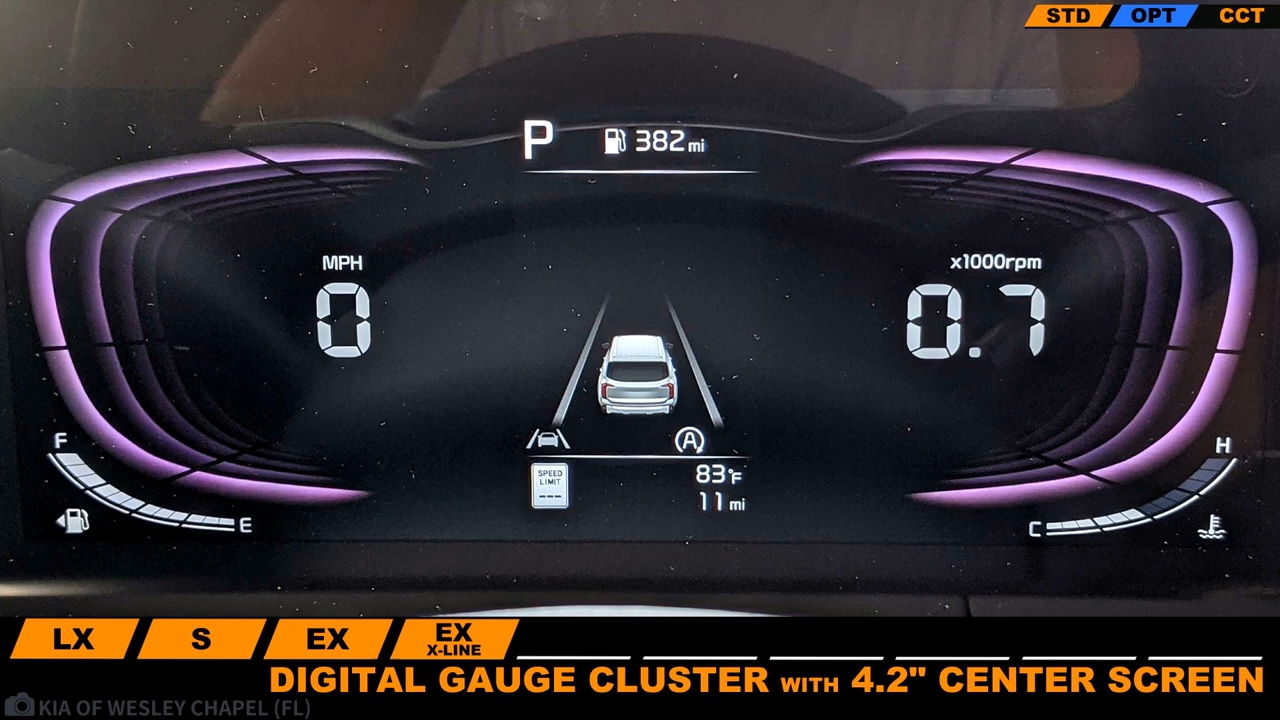 STD OPT CCT
P 382 mi
MPH
x1000rpm
0
0.7
F
H
SPEED
LIMIT
---
83°F
11 mi
E
C
A
LX S EX EX
X-LINE
DIGITAL GAUGE CLUSTER WITH 4.2" CENTER SCREEN
KIA OF WESLEY CHAPEL (FL)